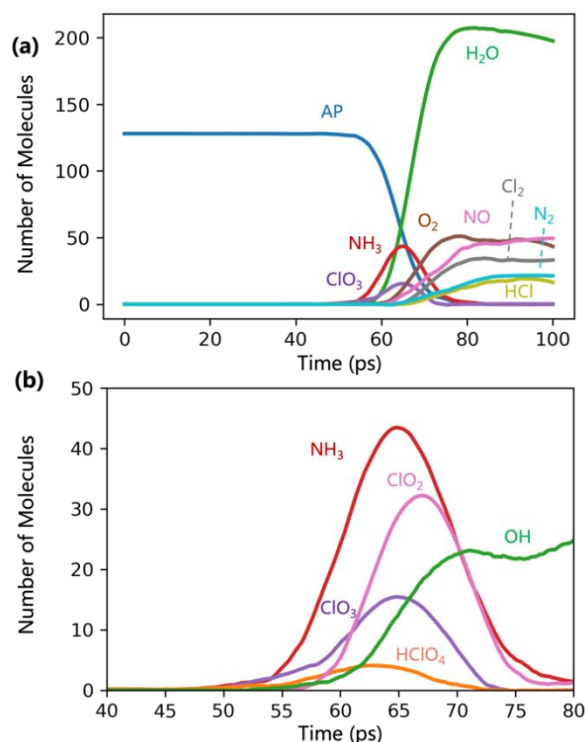 (a)
200
150
100
50
0
Number of Molecules
AP
H₂O
Cl₂
O₂
NO
N₂
NH₃
ClO₃
HCl
0 20 40 60 80 100
Time (ps)
(b)
50
40
30
20
10
0
Number of Molecules
NH₃
ClO₂
OH
ClO₃
HClO₄
40 45 50 55 60 65 70 75 80
Time (ps)